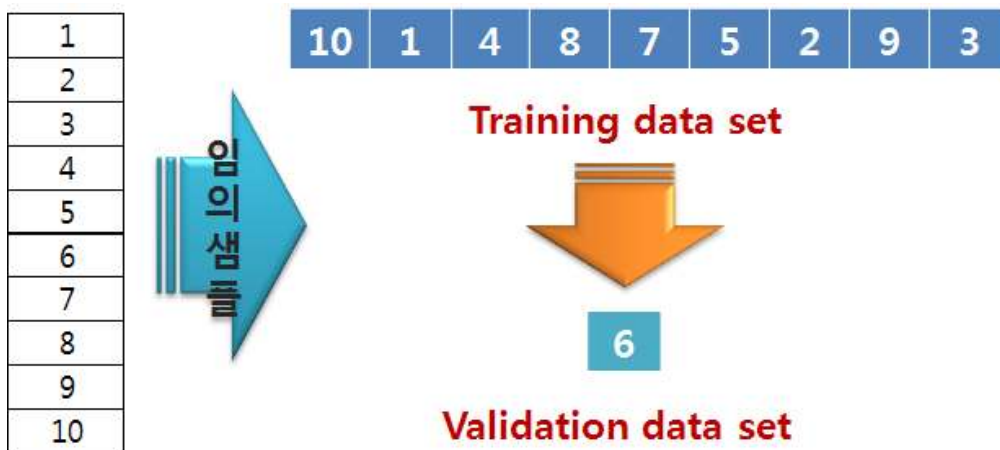 1
2
3
4
5
6
7
8
9
10
임의샘플
10 1 4 8 7 5 2 9 3
Training data set
6
Validation data set